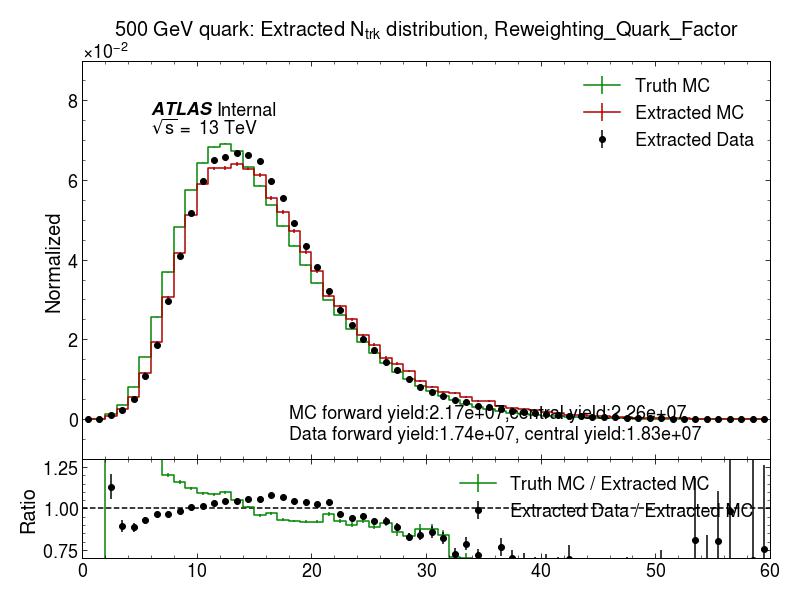 500 GeV quark: Extracted N_trk distribution, Reweighting_Quark_Factor
×10⁻²
ATLAS Internal
√s = 13 TeV
Truth MC
Extracted MC
Extracted Data
Normalized
8
6
4
2
0
MC forward yield:2.17e+07,central yield:2.26e+07
Data forward yield:1.74e+07, central yield:1.83e+07
Ratio
1.25
1.00
0.75
Truth MC / Extracted MC
Extracted Data / Extracted MC
0 10 20 30 40 50 60